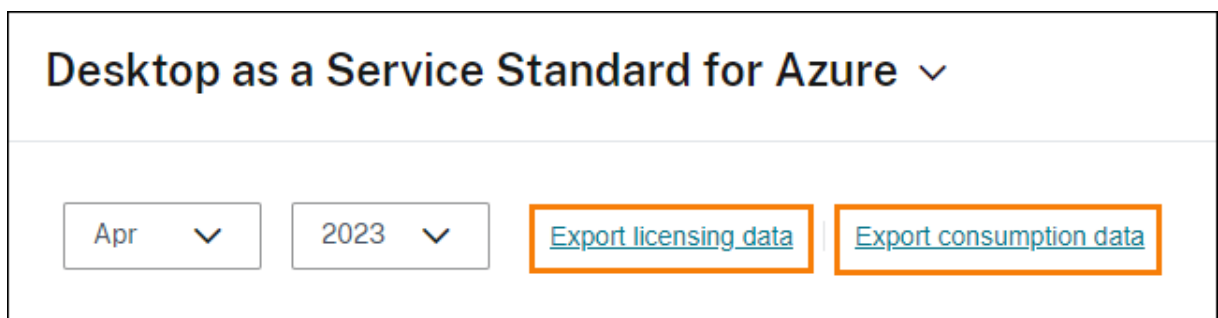 Desktop as a Service Standard for Azure
Apr 2023 Export licensing data Export consumption data